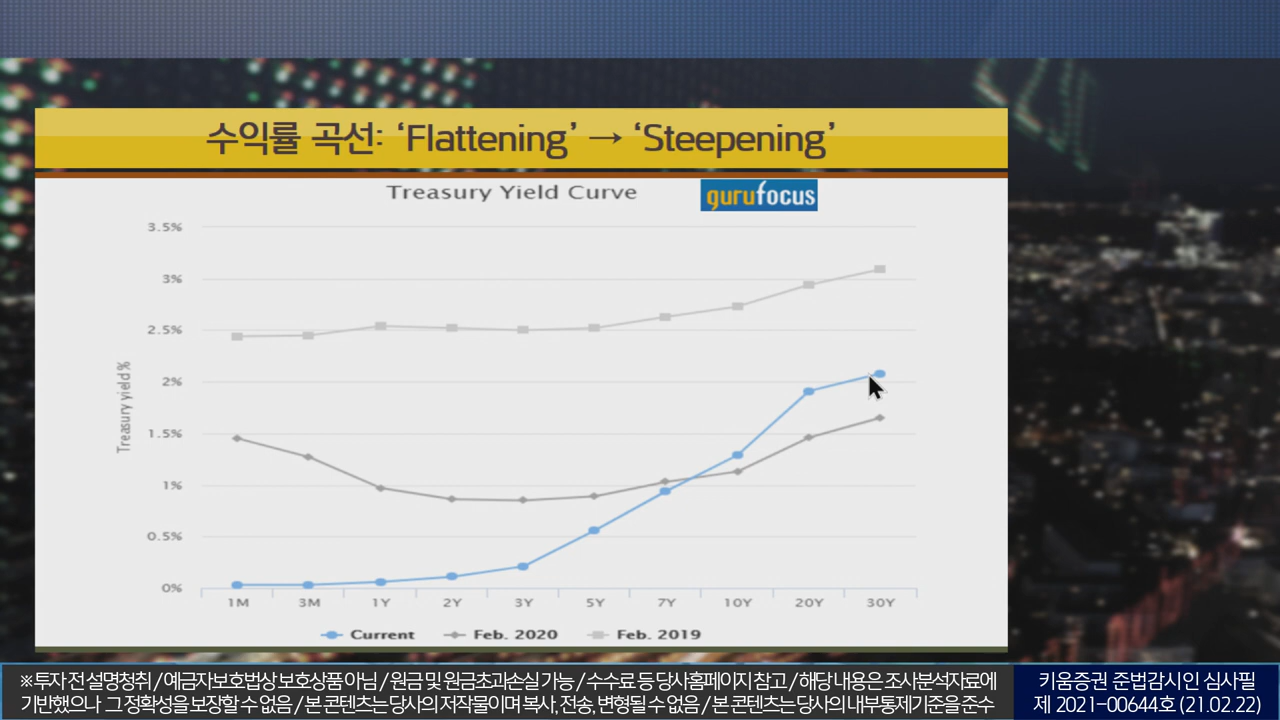 수익률 곡선: ‘Flattening’ → ‘Steepening’
Treasury Yield Curve
gurufocus
3.5%
3%
2.5%
2%
1.5%
1%
0.5%
0%
Treasury yield %
1M 3M 1Y 2Y 3Y 5Y 7Y 10Y 20Y 30Y
Current Feb. 2020 Feb. 2019
※ 투자 전 설명청취 / 예금자보호법상 보호상품 아님 / 원금 및 원금초과손실 가능 / 수수료 등 당사홈페이지 참고 / 해당 내용은 조사분석자료에
기반했으나 그 정확성을 보장할 수 없음 / 본 콘텐츠는 당사의 저작물이며 복사, 전송, 변형될 수 없음 / 본 콘텐츠는 당사의 내부통제기준을 준수
키움증권 준법감시인 심사필
제 2021-00644호 (21.02.22)